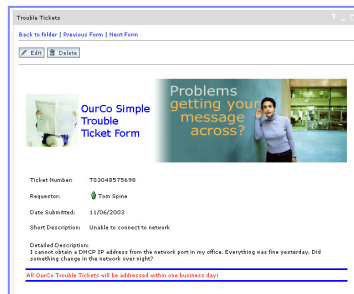 Trouble Tickets
Back to folder | Previous Form | Next Form
Edit Delete
OurCo Simple
Trouble
Ticket Form
Problems
getting your
message
across?
Ticket Number: TS3048575698
Requestor: Tom Spine
Date Submitted: 11/06/2003
Short Description: Unable to connect to network
Detailed Description:
I cannot obtain a DHCP IP address from the network port in my office. Everything was fine yesterday. Did
something change in the network over night?
All OurCo Trouble Tickets will be addressed within one business day!